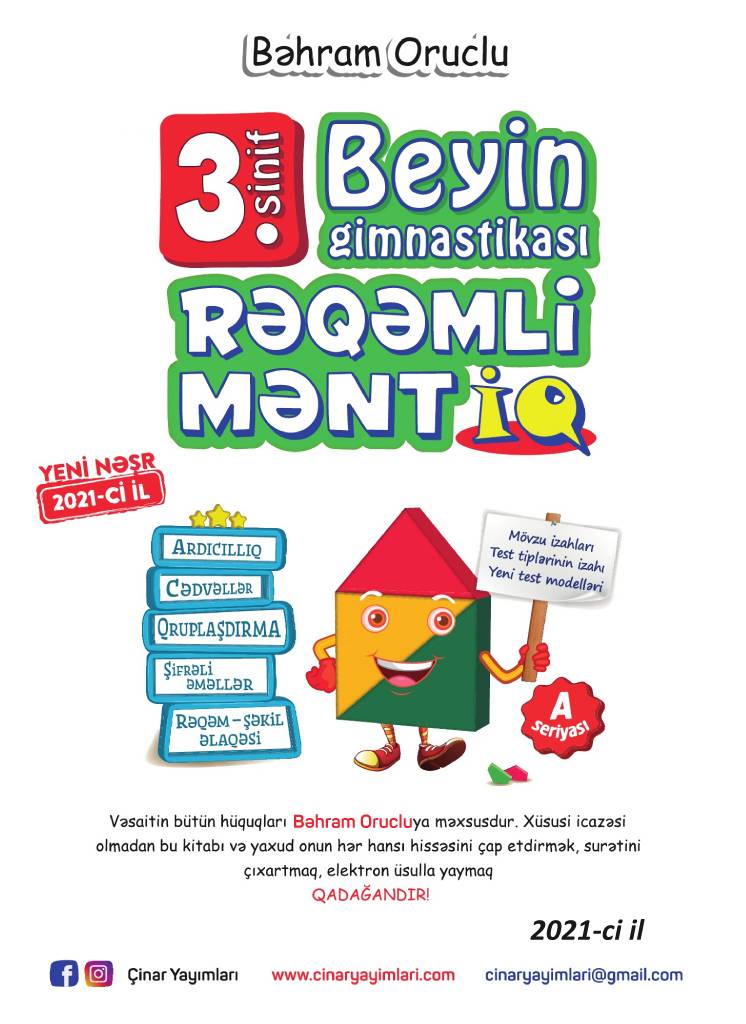 Bəhram Oruclu
3.sinif
Beyin
gimnastikası
RƏQƏMLİ
MƏNTİQ
YENİ NƏŞR
2021-Cİ İL
ARDICILLIQ
CƏDVƏLLƏR
QRUPLAŞDIRMA
ŞİFRƏLİ
ƏMƏLLƏR
RƏQƏM – ŞƏKİL
ƏLAQƏSİ
Mövzu izahları
Test tiplərinin izahı
Yeni test modelləri
A
seriyası
Vəsaitin bütün hüquqları Bəhram Orucluya məxsusdur. Xüsusi icazəsi
olmadan bu kitabı və yaxud onun hər hansı hissəsini çap etdirmək, surətini
çıxartmaq, elektron üsulla yaymaq
QADAĞANDIR!
2021-ci il
Çinar Yayımları www.cinaryayimlari.com cinaryayimlari@gmail.com